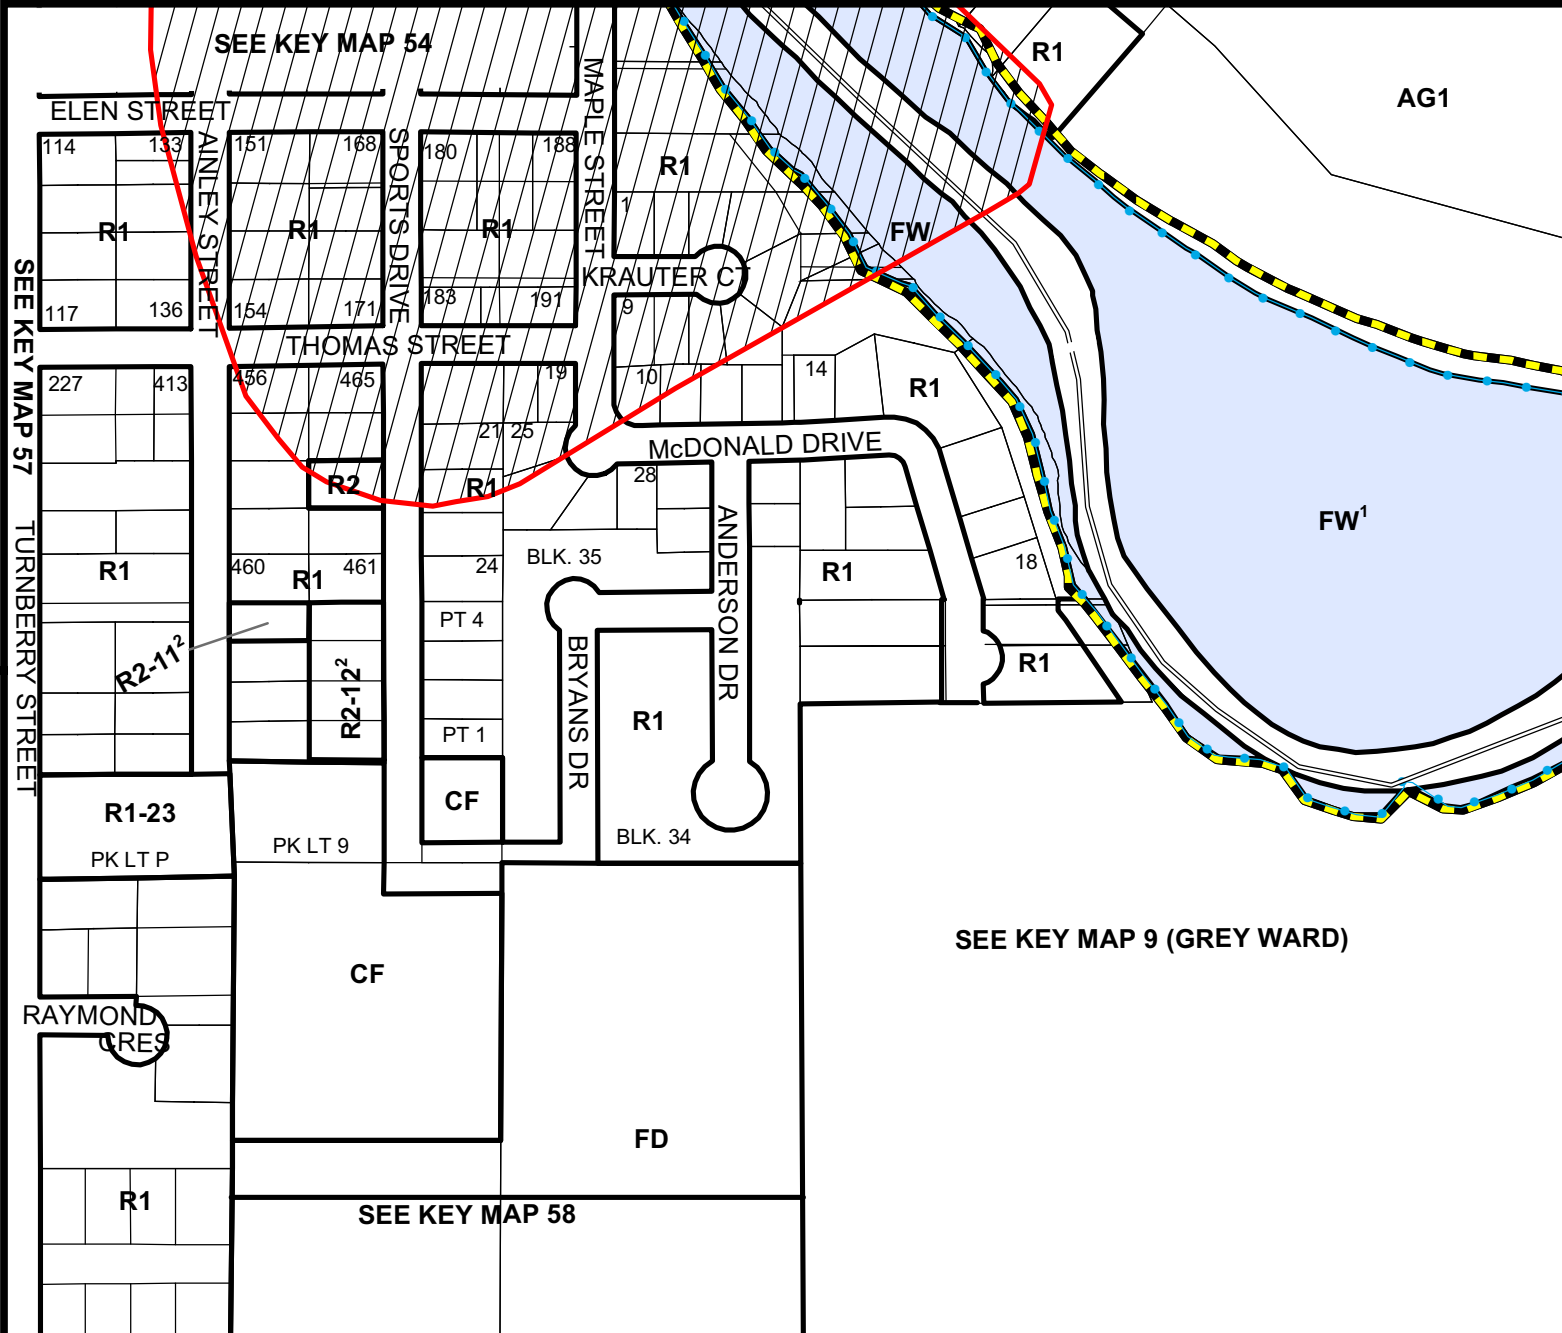 SEE KEY MAP 54
R1
AG1
ELEN STREET
114
133
151
168
180
188
AINLEY STREET
SPORTS DRIVE
MAPLE STREET
R1
R1
R1
R1
1
FW
SEE KEY MAP 57
KRAUTER CT
117
136
154
171
183
191
9
THOMAS STREET
227
413
456
465
19
10
14
R1
21
25
McDONALD DRIVE
R2
R1
28
FW¹
TURNBERRY STREET
ANDERSON DR
BLK. 35
R1
460
R1
461
24
R1
18
PT 4
R2-11²
R2-12²
BRYANS DR
R1
R1
PT 1
R1-23
CF
PK LT P
PK LT 9
BLK. 34
SEE KEY MAP 9 (GREY WARD)
CF
RAYMOND
CRES
FD
R1
SEE KEY MAP 58